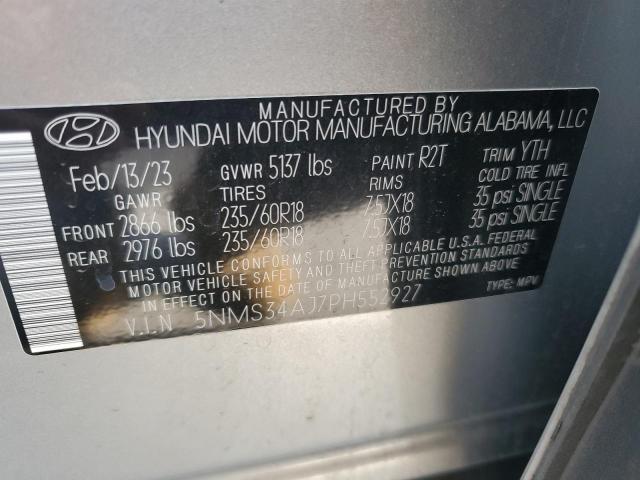 MANUFACTURED BY
HYUNDAI MOTOR MANUFACTURING ALABAMA, LLC
Feb/13/23 GVWR 5137 lbs PAINT R2T TRIM YTH
GAWR TIRES RIMS COLD TIRE INFL
FRONT 2866 lbs 235/60R18 7.5JX18 35 psi SINGLE
REAR 2976 lbs 235/60R18 7.5JX18 35 psi SINGLE
THIS VEHICLE CONFORMS TO ALL APPLICABLE U.S.A. FEDERAL
MOTOR VEHICLE SAFETY AND THEFT PREVENTION STANDARDS
IN EFFECT ON THE DATE OF MANUFACTURE SHOWN ABOVE.
V.I.N 5NMS34AJ7PH552927 TYPE: MPV